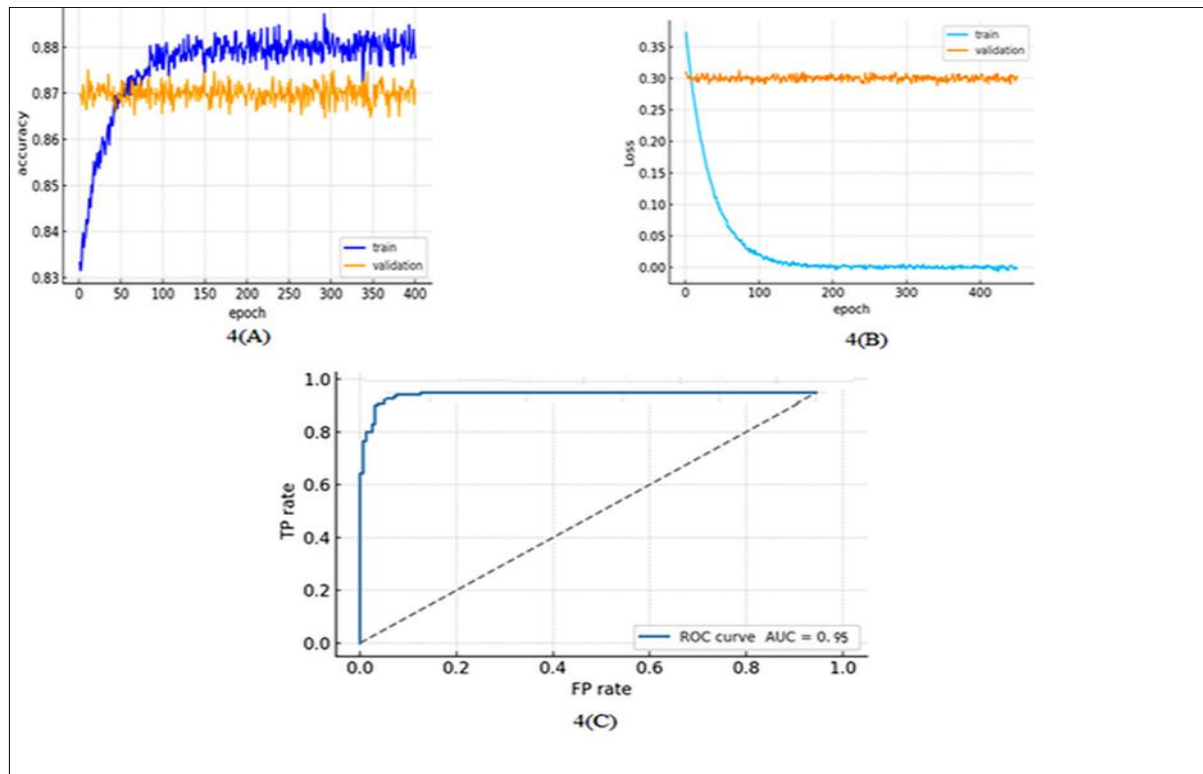 0.88
0.87
0.86
0.85
0.84
0.83
accuracy
train
validation
0 50 100 150 200 250 300 350 400
epoch
4(A)
0.35
0.30
0.25
0.20
0.15
0.10
0.05
0.00
Loss
train
validation
0 100 200 300 400
epoch
4(B)
1.0
0.8
0.6
0.4
0.2
0.0
TP rate
ROC curve AUC = 0.95
0.0 0.2 0.4 0.6 0.8 1.0
FP rate
4(C)